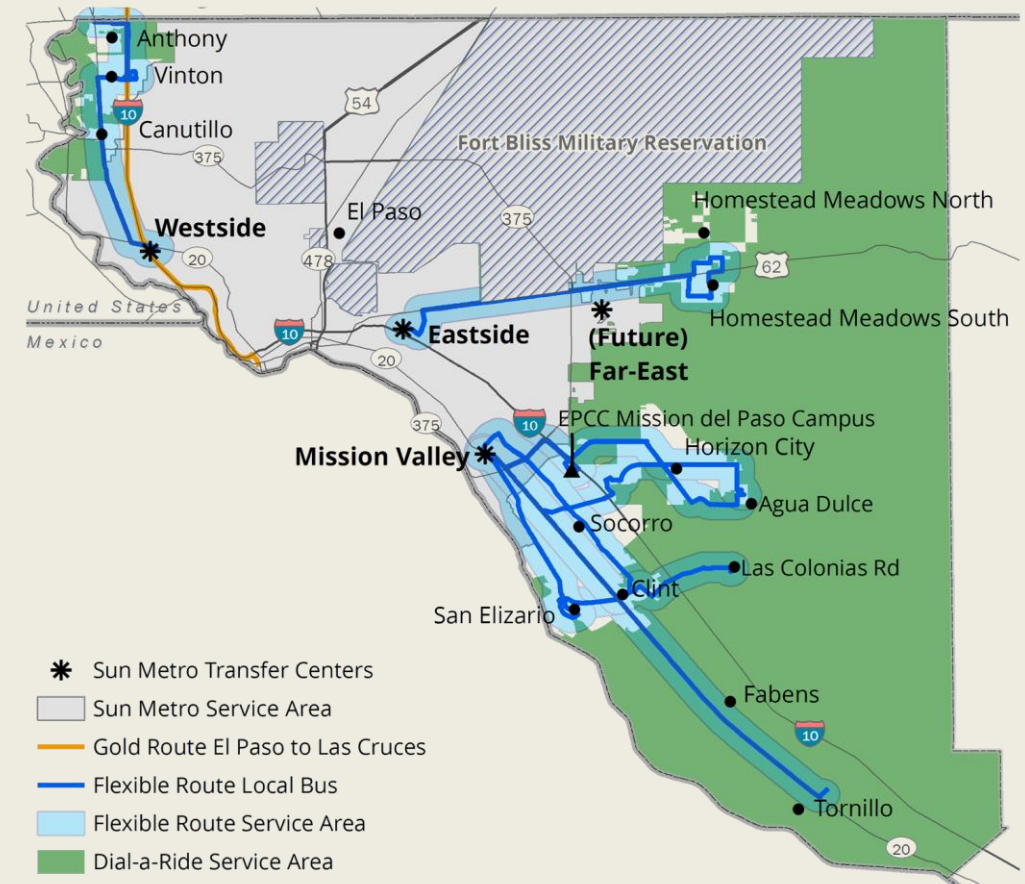 Anthony
Vinton
10
Canutillo
54
375
Fort Bliss Military Reservation
Homestead Meadows North
El Paso
375
Westside
20
478
62
United States
Mexico
10
Eastside
(Future)
Far-East
Homestead Meadows South
20
375
10
EPCC Mission del Paso Campus
Mission Valley
Horizon City
Agua Dulce
Socorro
Las Colonias Rd
Clint
San Elizario
Fabens
10
Tornillo
20
Sun Metro Transfer Centers
Sun Metro Service Area
Gold Route El Paso to Las Cruces
Flexible Route Local Bus
Flexible Route Service Area
Dial-a-Ride Service Area